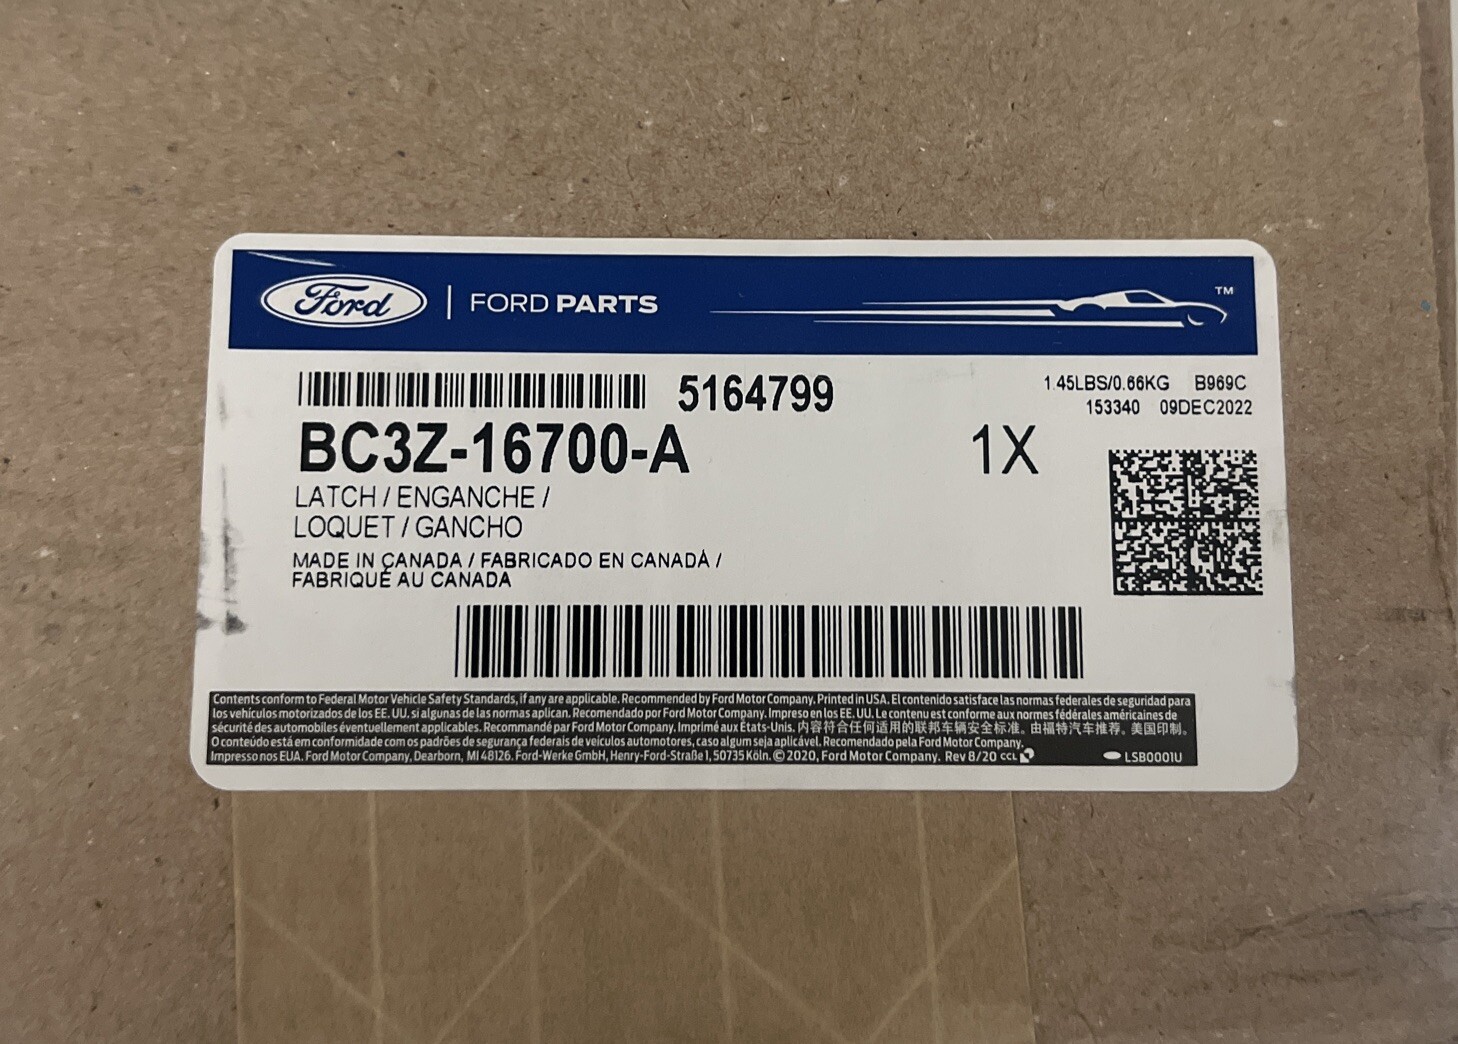 Ford | FORD PARTS ™
5164799
1.45LBS/0.66KG B969C
153340 09DEC2022
BC3Z-16700-A 1X
LATCH / ENGANCHE /
LOQUET / GANCHO
MADE IN CANADA / FABRICADO EN CANADÁ /
FABRIQUÉ AU CANADA
Contents conform to Federal Motor Vehicle Safety Standards, if any are applicable. Recommended by Ford Motor Company. Printed in USA. El contenido satisface las normas federales de seguridad para
los vehículos motorizados de los EE. UU. si algunas de las normas aplican. Recomendado por Ford Motor Company. Impreso en los EE. UU. Le contenu est conforme aux normes fédérales américaines de
sécurité des automobiles éventuellement applicables. Recommandé par Ford Motor Company. Imprimé aux États-Unis. 内容符合任何适用的联邦车辆安全标准。由福特汽车推荐。美国印制。
O conteúdo está em conformidade com os padrões de segurança federais de veículos automotores, caso algum seja aplicável. Recomendado pela Ford Motor Company.
Impresso nos EUA. Ford Motor Company, Dearborn, MI 48126. Ford-Werke GmbH, Henry-Ford-Straße 1, 50735 Köln. © 2020, Ford Motor Company. Rev 8/20 CCL LSB0001U